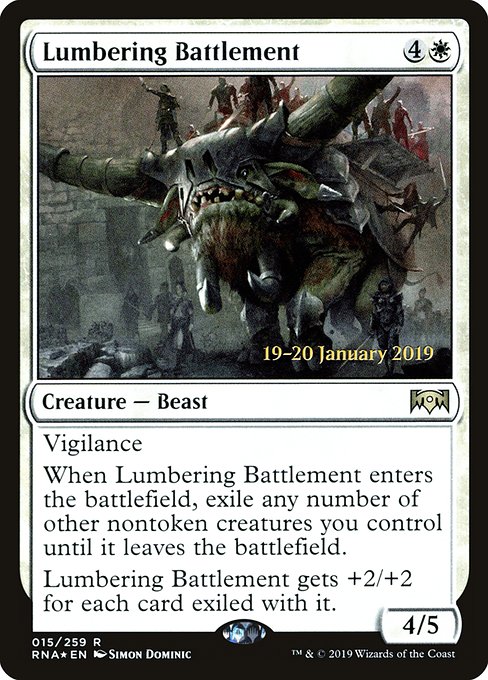 Lumbering Battlement 4
19–20 January 2019
Creature — Beast
Vigilance
When Lumbering Battlement enters
the battlefield, exile any number of
other nontoken creatures you control
until it leaves the battlefield.
Lumbering Battlement gets +2/+2
for each card exiled with it.
4/5
015/259 R
RNA★EN Simon Dominic
™ & © 2019 Wizards of the Coast